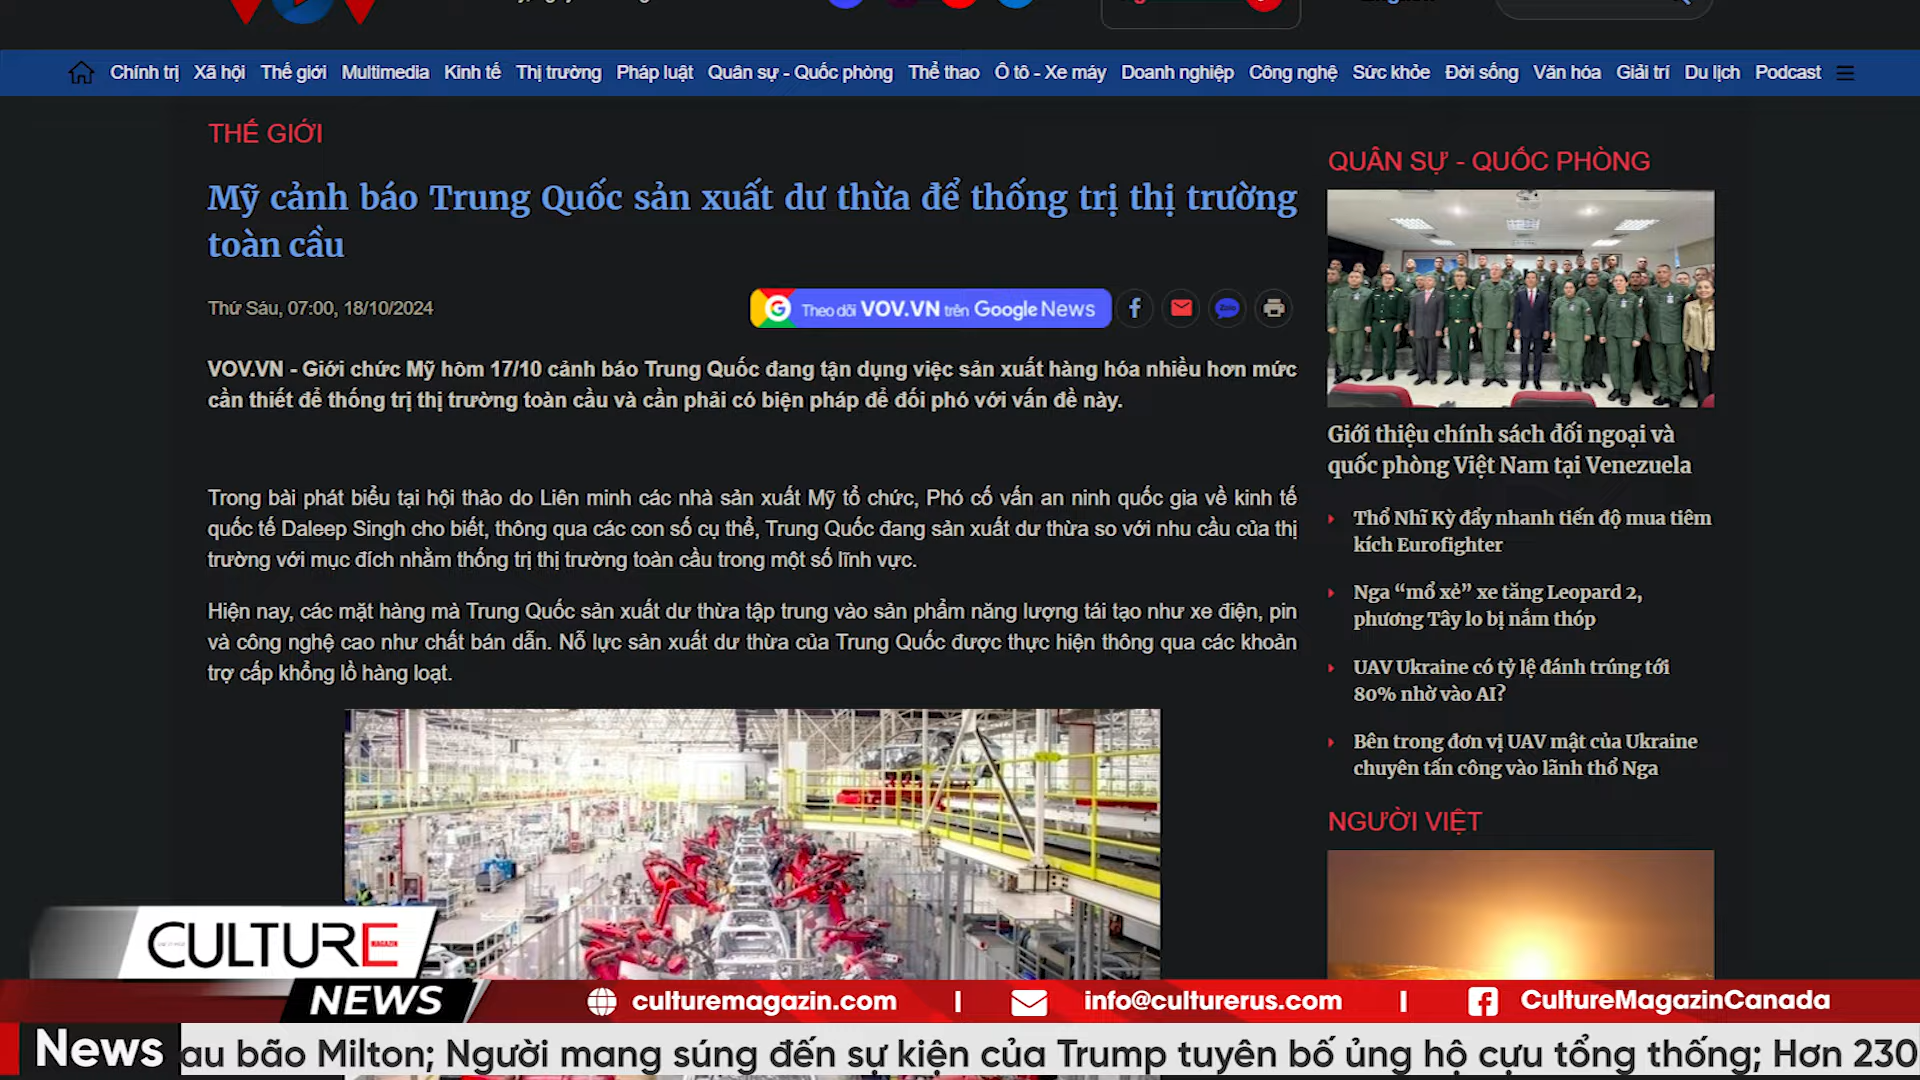 VOV
Chính trị Xã hội Thế giới Multimedia Kinh tế Thị trường Pháp luật Quân sự - Quốc phòng Thể thao Ô tô - Xe máy Doanh nghiệp Công nghệ Sức khỏe Đời sống Văn hóa Giải trí Du lịch Podcast
THẾ GIỚI
Mỹ cảnh báo Trung Quốc sản xuất dư thừa để thống trị thị trường
toàn cầu
Thứ Sáu, 07:00, 18/10/2024
Theo dõi VOV.VN trên Google News
Zalo
VOV.VN - Giới chức Mỹ hôm 17/10 cảnh báo Trung Quốc đang tận dụng việc sản xuất hàng hóa nhiều hơn mức
cần thiết để thống trị thị trường toàn cầu và cần phải có biện pháp để đối phó với vấn đề này.
Trong bài phát biểu tại hội thảo do Liên minh các nhà sản xuất Mỹ tổ chức, Phó cố vấn an ninh quốc gia về kinh tế
quốc tế Daleep Singh cho biết, thông qua các con số cụ thể, Trung Quốc đang sản xuất dư thừa so với nhu cầu của thị
trường với mục đích nhằm thống trị thị trường toàn cầu trong một số lĩnh vực.
Hiện nay, các mặt hàng mà Trung Quốc sản xuất dư thừa tập trung vào sản phẩm năng lượng tái tạo như xe điện, pin
và công nghệ cao như chất bán dẫn. Nỗ lực sản xuất dư thừa của Trung Quốc được thực hiện thông qua các khoản
trợ cấp khổng lồ hàng loạt.
QUÂN SỰ - QUỐC PHÒNG
Giới thiệu chính sách đối ngoại và
quốc phòng Việt Nam tại Venezuela
Thổ Nhĩ Kỳ đẩy nhanh tiến độ mua tiêm
kích Eurofighter
Nga “mổ xẻ” xe tăng Leopard 2,
phương Tây lo bị nắm thóp
UAV Ukraine có tỷ lệ đánh trúng tới
80% nhờ vào AI?
Bên trong đơn vị UAV mật của Ukraine
chuyên tấn công vào lãnh thổ Nga
NGƯỜI VIỆT
CULTURE
MAGAZIN
NEWS
culturemagazin.com | info@culturerus.com | CultureMagazinCanada
News au bão Milton; Người mang súng đến sự kiện của Trump tuyên bố ủng hộ cựu tổng thống; Hơn 230